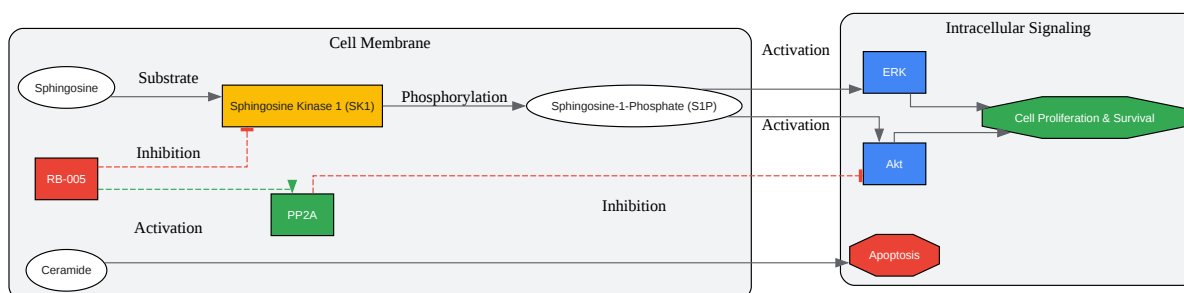 Cell Membrane
Intracellular Signaling
Sphingosine
Substrate
Sphingosine Kinase 1 (SK1)
Phosphorylation
Sphingosine-1-Phosphate (S1P)
Activation
ERK
Activation
Cell Proliferation & Survival
Akt
Inhibition
RB-005
PP2A
Inhibition
Activation
Ceramide
Apoptosis